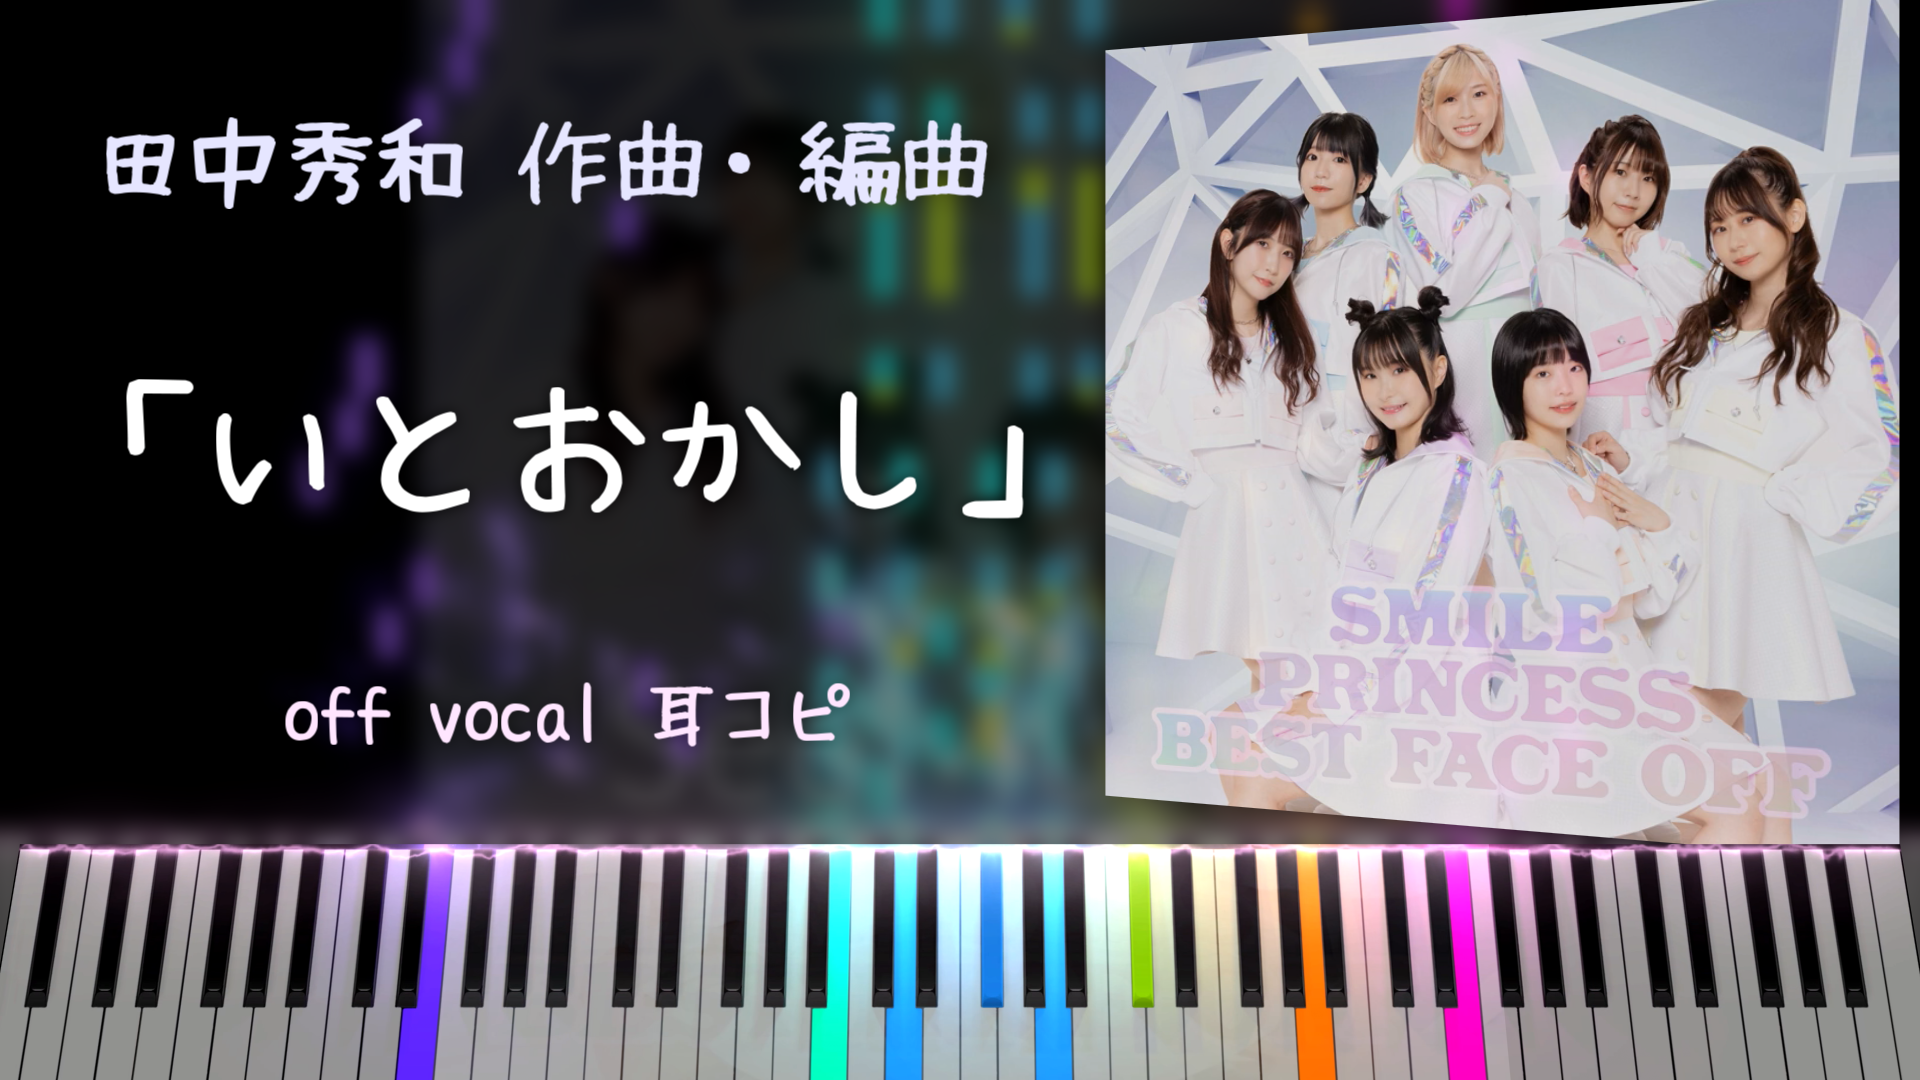 田中秀和 作曲・編曲
「いとおかし」
off vocal 耳コピ
SMILE
PRINCESS
BEST FACE OFF